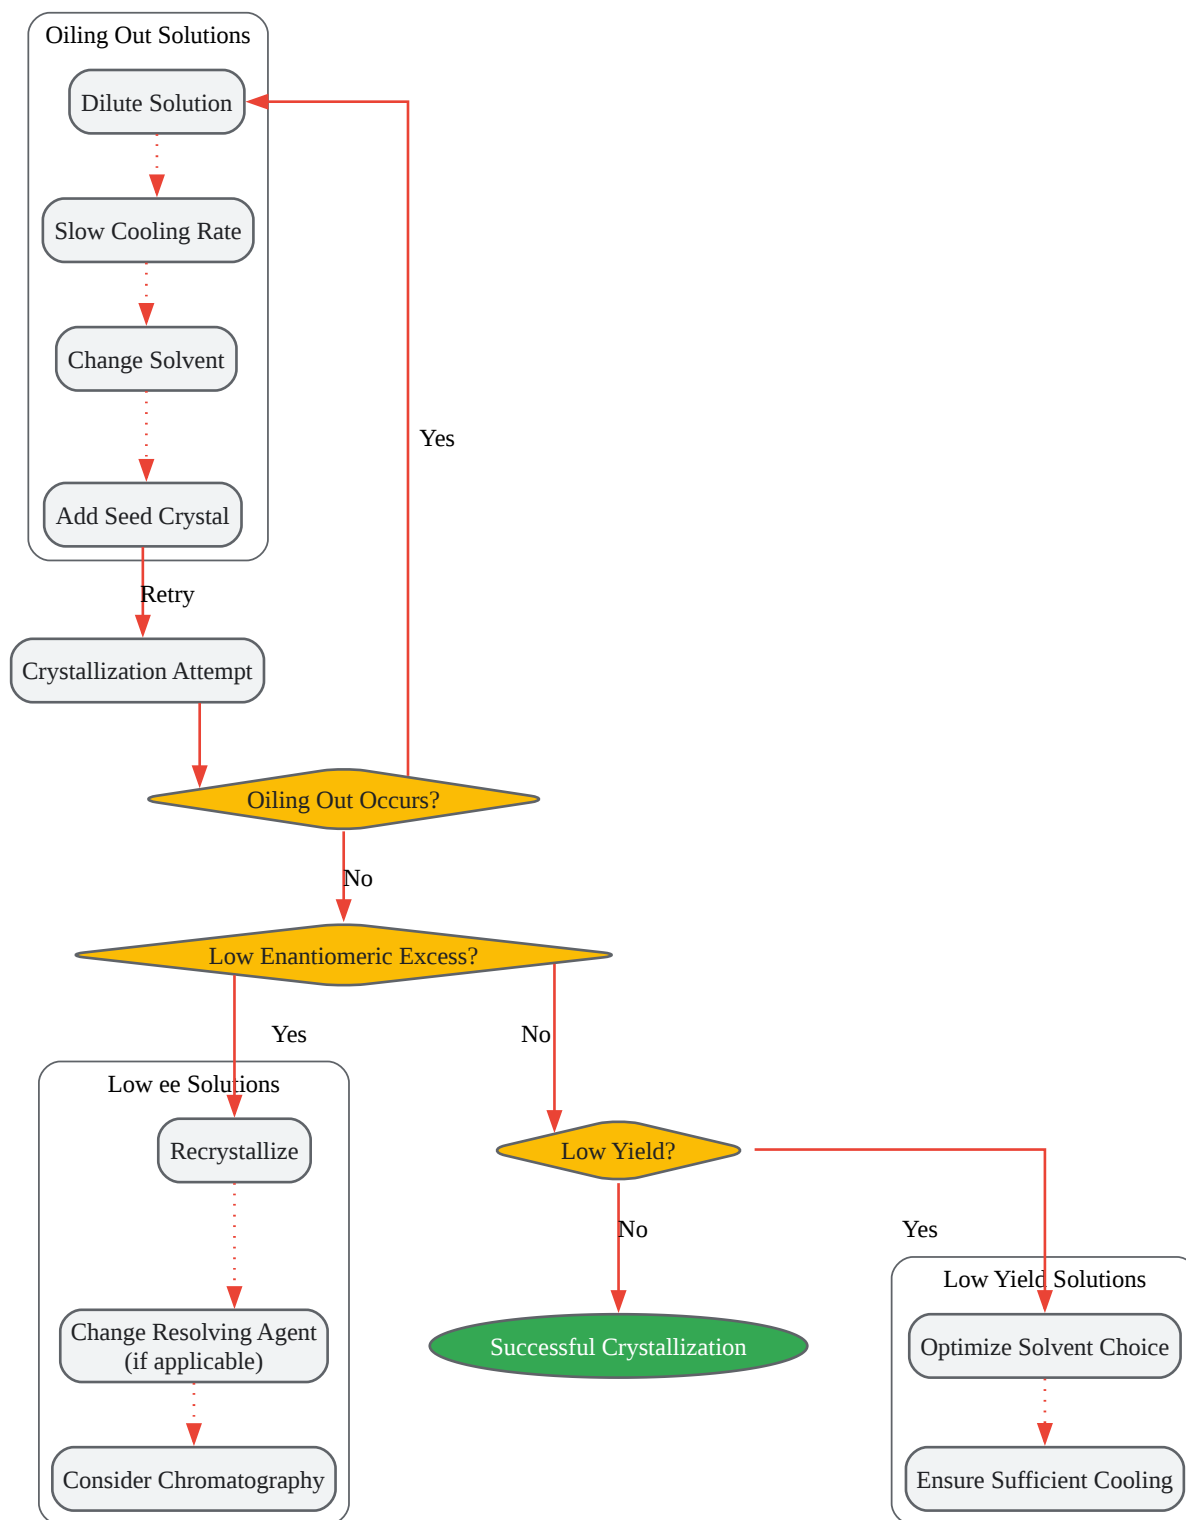 Oiling Out Solutions
Dilute Solution
Slow Cooling Rate
Change Solvent
Yes
Add Seed Crystal
Retry
Crystallization Attempt
Oiling Out Occurs?
No
Low Enantiomeric Excess?
Yes
No
Low ee Solutions
Recrystallize
Low Yield?
No
Yes
Low Yield Solutions
Change Resolving Agent
(if applicable)
Successful Crystallization
Optimize Solvent Choice
Consider Chromatography
Ensure Sufficient Cooling